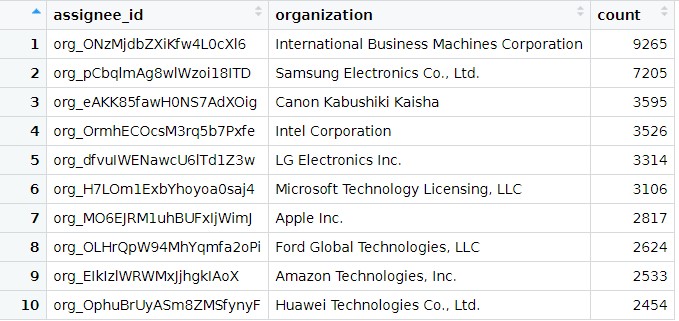 assignee_id organization count
1 org_ONzMjdbZXiKfw4L0cXl6 International Business Machines Corporation 9265
2 org_pCbqlmAg8wlWzoi18ITD Samsung Electronics Co., Ltd. 7205
3 org_eAKK85fawH0NS7AdXOig Canon Kabushiki Kaisha 3595
4 org_OrmhECOcsM3rq5b7Pxfe Intel Corporation 3526
5 org_dfvuIWENawcU6lTd1Z3w LG Electronics Inc. 3314
6 org_H7LOm1ExbYhoyoa0saj4 Microsoft Technology Licensing, LLC 3106
7 org_MO6EJRM1uhBUFxIjWimJ Apple Inc. 2817
8 org_OLHrQpW94MhYqmfa2oPi Ford Global Technologies, LLC 2624
9 org_EIkIzlWRWMxJjhgkIAoX Amazon Technologies, Inc. 2533
10 org_OphuBrUyASm8ZMSfynyF Huawei Technologies Co., Ltd. 2454